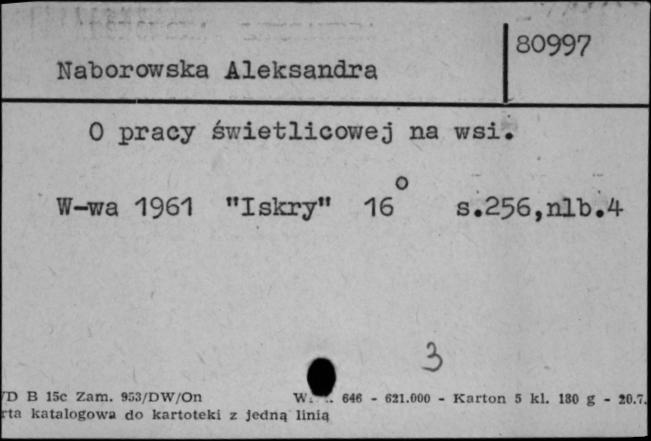 80997
Naborowska Aleksandra
O pracy świetlicowej na wsi.
W-wa 1961 "Iskry" 16° s.256,nlb.4
3
/D B 15c Zam. 953/DW/On 646 - 621.000 - Karton 5 kl. 180 g - 20.7.
rta katalogowa do kartoteki z jedną linią